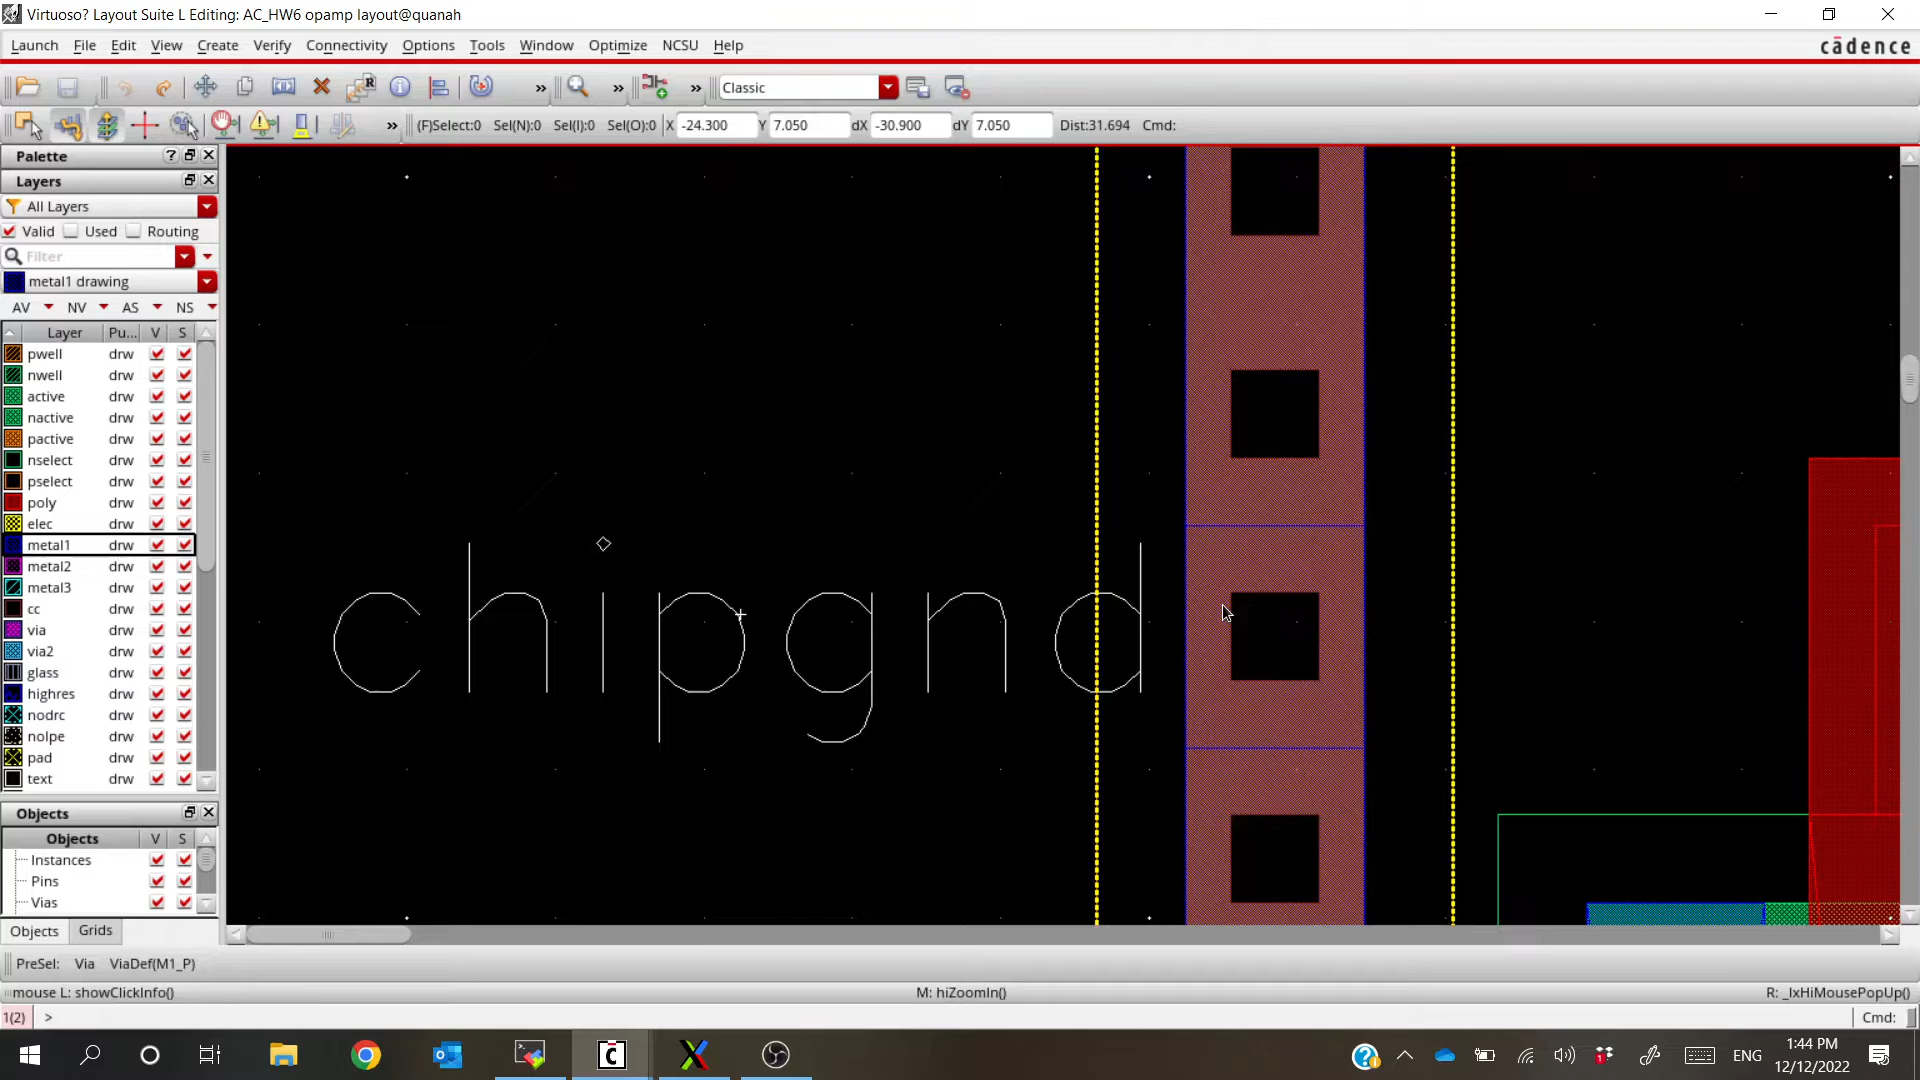 Virtuoso? Layout Suite L Editing: AC_HW6 opamp layout@quanah
Launch File Edit View Create Verify Connectivity Options Tools Window Optimize NCSU Help
cādence
R
» » » Classic
» (F)Select:0 Sel(N):0 Sel(I):0 Sel(O):0 X -24.300 Y 7.050 dX -30.900 dY 7.050 Dist:31.694 Cmd:
Palette ?
Layers
All Layers
Valid Used Routing
Filter
metal1 drawing
AV NV AS NS
Layer Pu... V S
pwell drw
nwell drw
active drw
nactive drw
pactive drw
nselect drw
pselect drw
poly drw
elec drw
metal1 drw
metal2 drw
metal3 drw
cc drw
via drw
via2 drw
glass drw
highres drw
nodrc drw
nolpe drw
pad drw
text drw
chipgnd
Objects
Objects V S
Instances
Pins
Vias
Objects Grids
PreSel: Via ViaDef(M1_P)
mouse L: showClickInfo() M: hiZoomIn() R: _lxHiMousePopUp()
1(2) > Cmd:
ENG
1:44 PM
12/12/2022